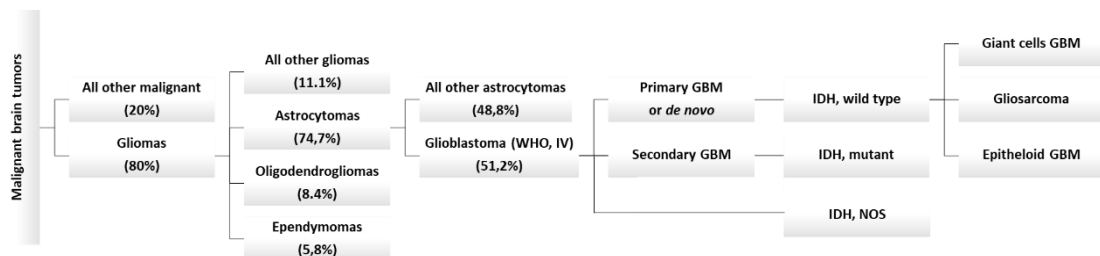 Malignant brain tumors
All other malignant
(20%)
Gliomas
(80%)
All other gliomas
(11.1%)
Astrocytomas
(74,7%)
Oligodendrogliomas
(8.4%)
Ependymomas
(5,8%)
All other astrocytomas
(48,8%)
Glioblastoma (WHO, IV)
(51,2%)
Primary GBM
or de novo
Secondary GBM
IDH, wild type
IDH, mutant
IDH, NOS
Giant cells GBM
Gliosarcoma
Epitheloid GBM